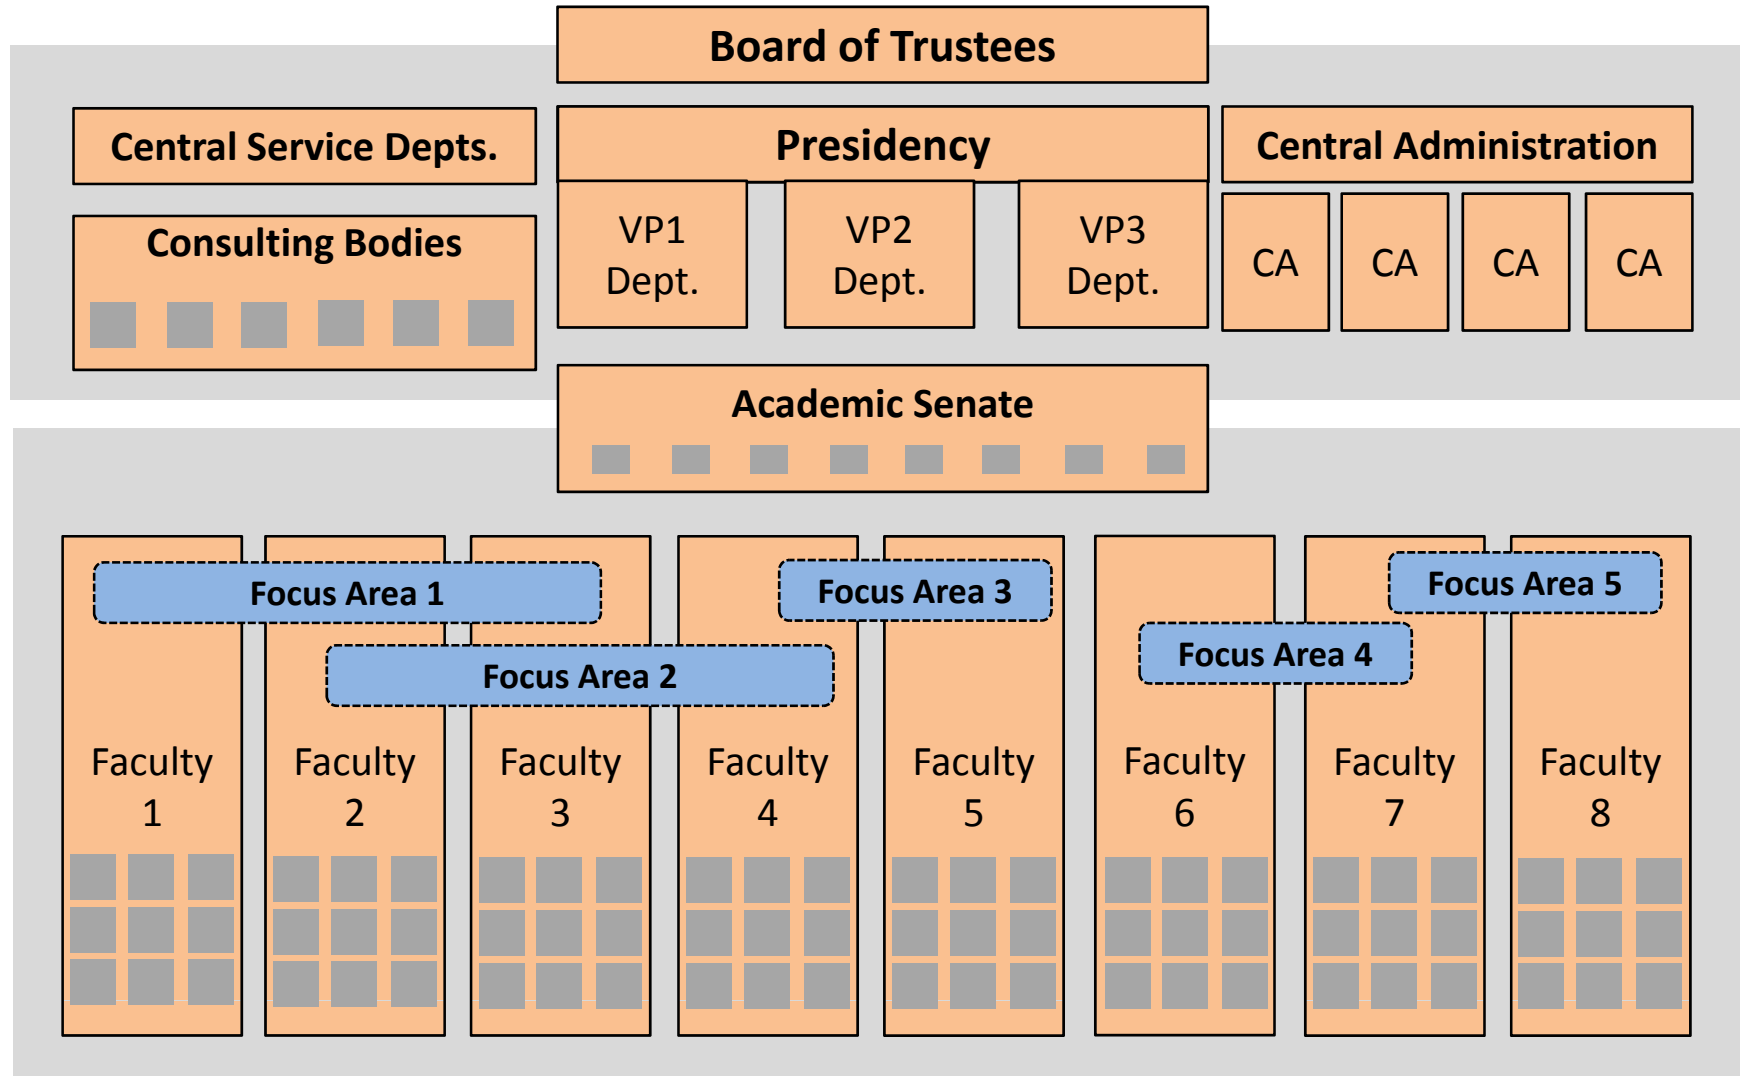 Board of Trustees
Central Service Depts.
Presidency
Central Administration
Consulting Bodies
VP1
Dept.
VP2
Dept.
VP3
Dept.
CA
CA
CA
CA
Academic Senate
Focus Area 1
Focus Area 3
Focus Area 5
Focus Area 2
Focus Area 4
Faculty
1
Faculty
2
Faculty
3
Faculty
4
Faculty
5
Faculty
6
Faculty
7
Faculty
8